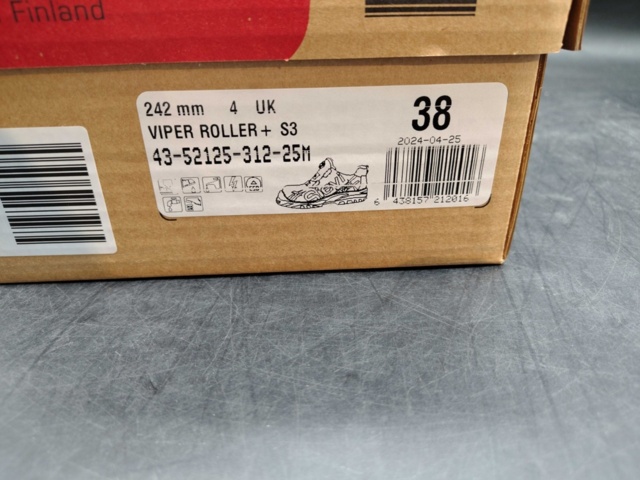 Finland
242 mm 4 UK
38
VIPER ROLLER+ S3
2024-04-25
43-52125-312-25M
6 438157 212016